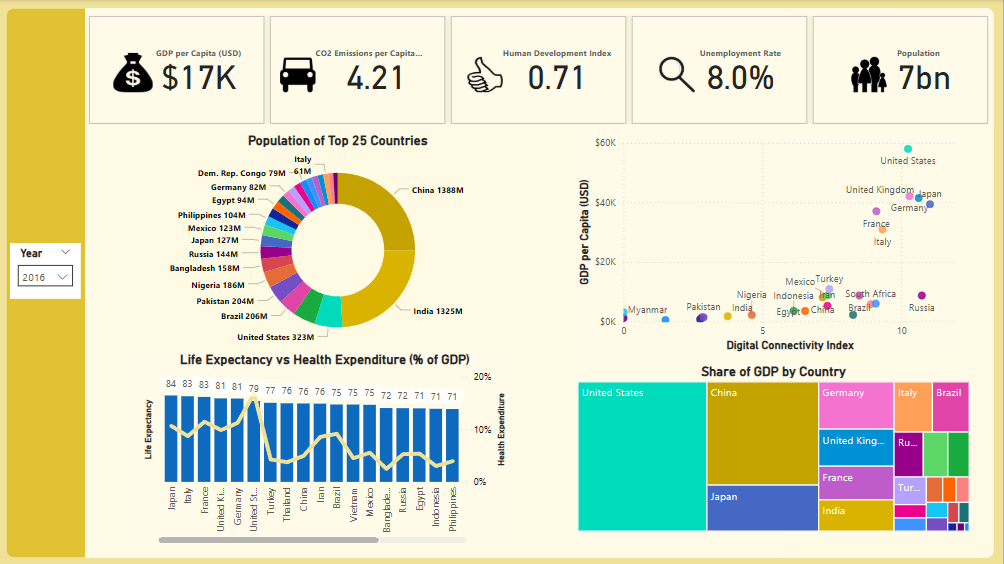 GDP per Capita (USD)
$17K
CO2 Emissions per Capita...
4.21
Human Development Index
0.71
Unemployment Rate
8.0%
Population
7bn
Year
2016
Population of Top 25 Countries
Italy
61M
Dem. Rep. Congo 79M
Germany 82M
Egypt 94M
Philippines 104M
Mexico 123M
Japan 127M
Russia 144M
Bangladesh 158M
Nigeria 186M
Pakistan 204M
Brazil 206M
United States 323M
China 1388M
India 1325M
GDP per Capita (USD)
$60K
$40K
$20K
$0K
United States
United Kingdom
Japan
Germany
France
Italy
Mexico
Turkey
Nigeria
Indonesia
Iran
South Africa
Myanmar
Pakistan
India
Egypt
China
Brazil
Russia
0
5
10
Digital Connectivity Index
Life Expectancy vs Health Expenditure (% of GDP)
Life Expectancy
84 83 83 81 81 79 77 76 76 76 75 75 75 72 72 71 71 71
20%
10%
0%
Health Expenditure
Japan
Italy
France
United Ki...
Germany
United St...
Turkey
Thailand
China
Iran
Brazil
Vietnam
Mexico
Banglade...
Russia
Egypt
Indonesia
Philippines
Share of GDP by Country
United States
China
Japan
Germany
United King...
France
India
Italy
Brazil
Ru...
Tur...